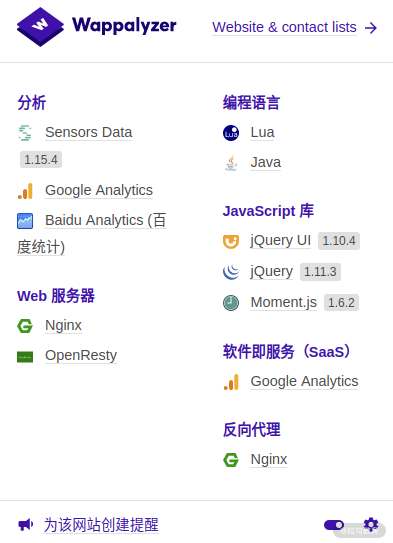 Wappalyzer
Website & contact lists
分析
Sensors Data
1.15.4
Google Analytics
Baidu Analytics (百
度统计)
Web 服务器
Nginx
OpenResty
编程语言
Lua
Java
JavaScript 库
jQuery UI 1.10.4
jQuery 1.11.3
Moment.js 1.6.2
软件即服务（SaaS）
Google Analytics
反向代理
Nginx
为该网站创建提醒